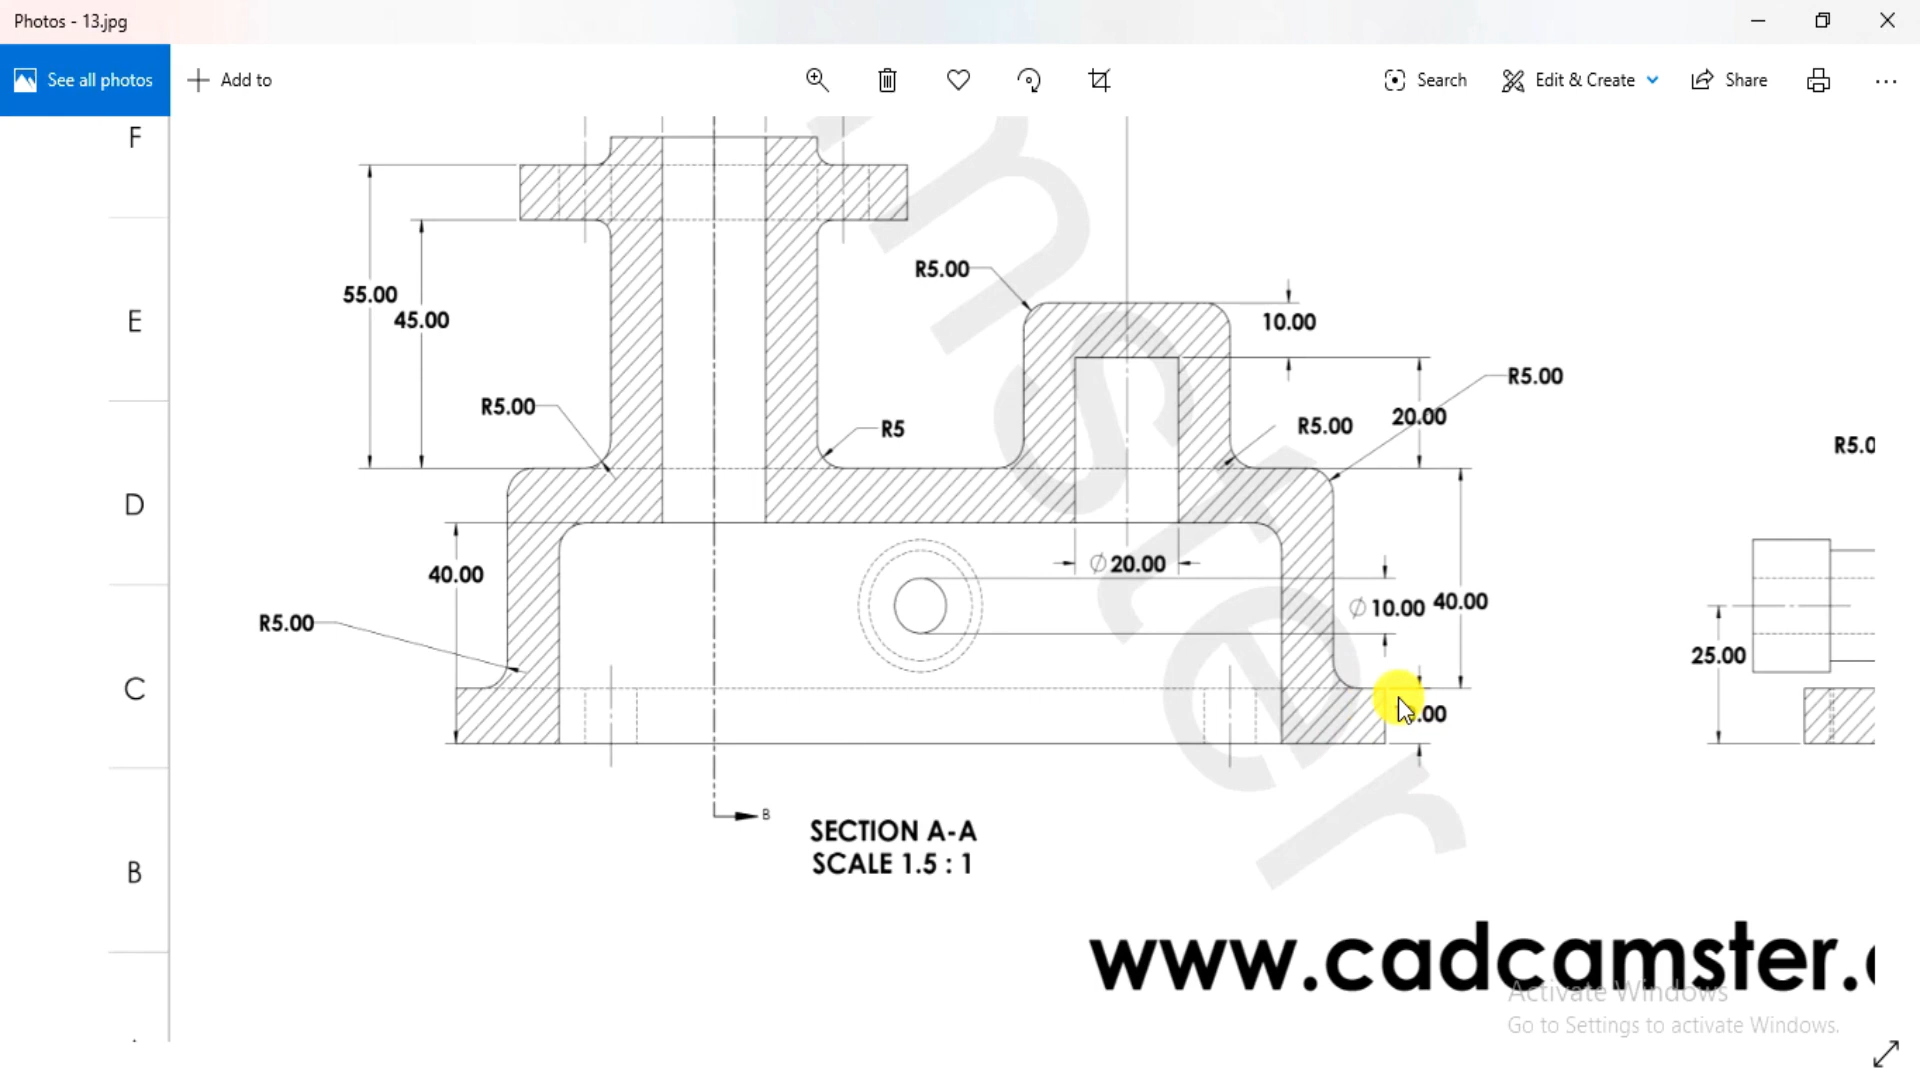 Photos - 13.jpg
See all photos
Add to
Search
Edit & Create
Share
F
R5.00
10.00
55.00
45.00
E
R5.00
R5.00
20.00
R5.00
R5
R5.0
D
40.00
Ø 20.00
Ø 10.00
40.00
R5.00
25.00
C
.00
B
SECTION A-A
SCALE 1.5 : 1
B
nster
www.cadcamster.
Activate Windows
Go to Settings to activate Windows.